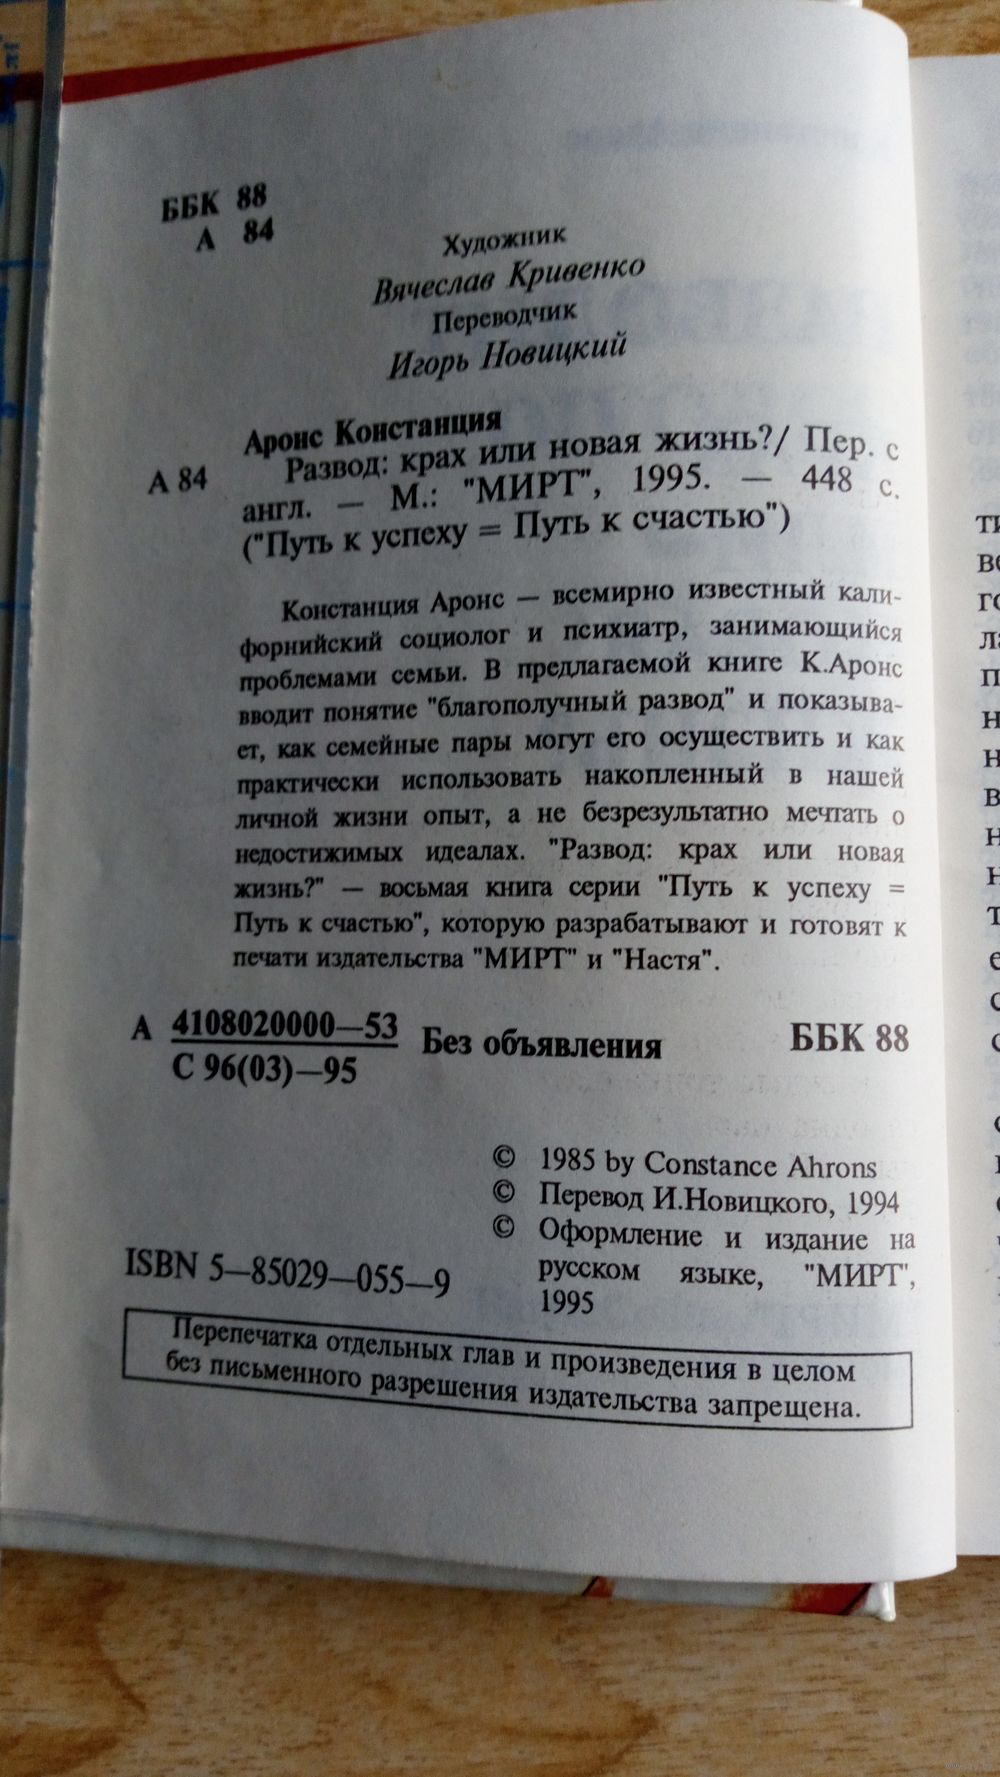 ББК 88
А 84
Художник
Вячеслав Кривенко
Переводчик
Игорь Новицкий
Аронс Констанция
А 84 Развод: крах или новая жизнь?/ Пер. с
англ. — М.: "МИРТ", 1995. — 448 с.
("Путь к успеху = Путь к счастью")
Констанция Аронс — всемирно известный кали-
форнийский социолог и психиатр, занимающийся
проблемами семьи. В предлагаемой книге К.Аронс
вводит понятие "благополучный развод" и показыва-
ет, как семейные пары могут его осуществить и как
практически использовать накопленный в нашей
личной жизни опыт, а не безрезультатно мечтать о
недостижимых идеалах. "Развод: крах или новая
жизнь?" — восьмая книга серии "Путь к успеху =
Путь к счастью", которую разрабатывают и готовят к
печати издательства "МИРТ" и "Настя".
А 4108020000—53 Без объявления ББК 88
С 96(03)—95
© 1985 by Constance Ahrons
© Перевод И.Новицкого, 1994
© Оформление и издание на
русском языке, "МИРТ",
1995
ISBN 5—85029—055—9
Перепечатка отдельных глав и произведения в целом
без письменного разрешения издательства запрещена.